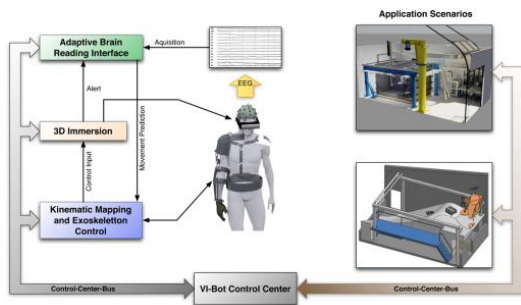 Application Scenarios
Adaptive Brain
Reading Interface
Aquisition
EEG
Alert
Movement Prediction
3D Immersion
Control Input
Kinematic Mapping
and Exoskeletton
Control
Control-Center-Bus
VI-Bot Control Center
Control-Center-Bus